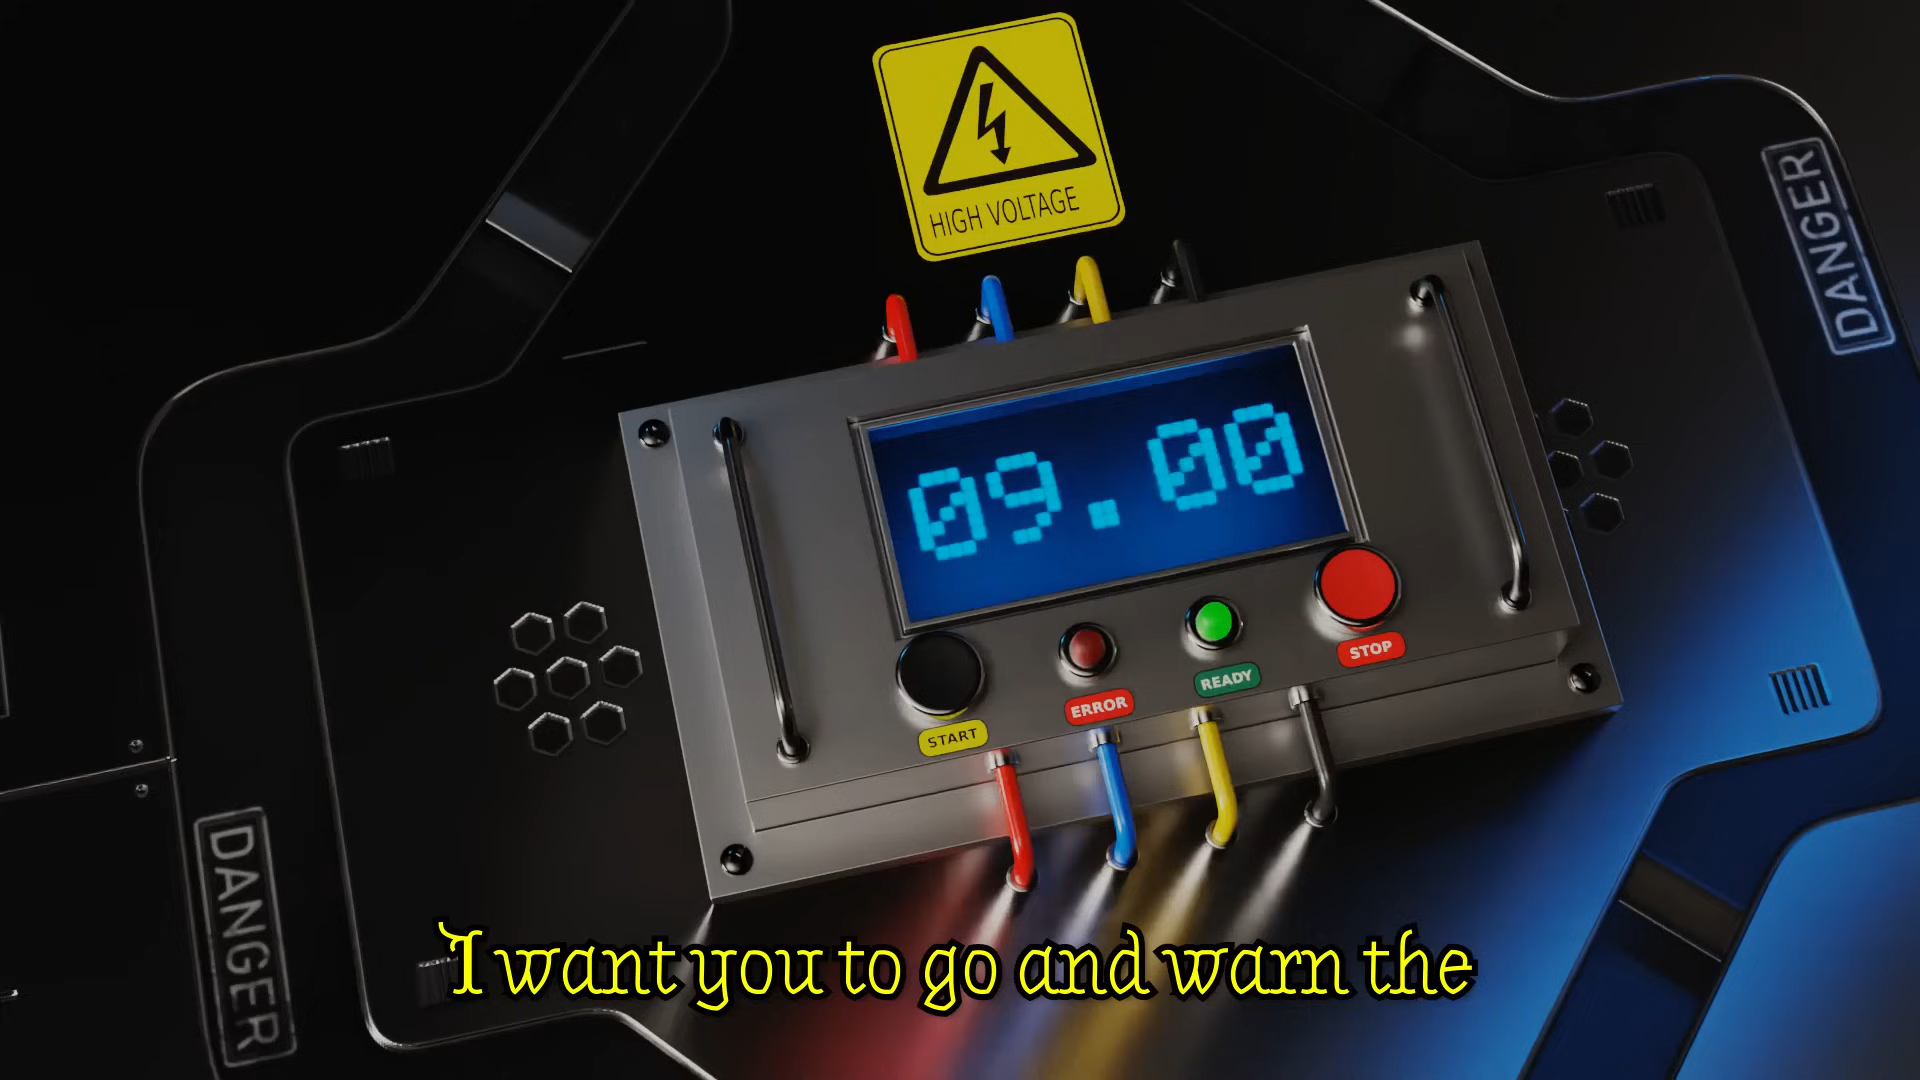 HIGH VOLTAGE
DANGER
09.00
START
ERROR
READY
STOP
DANGER
I want you to go and warn the